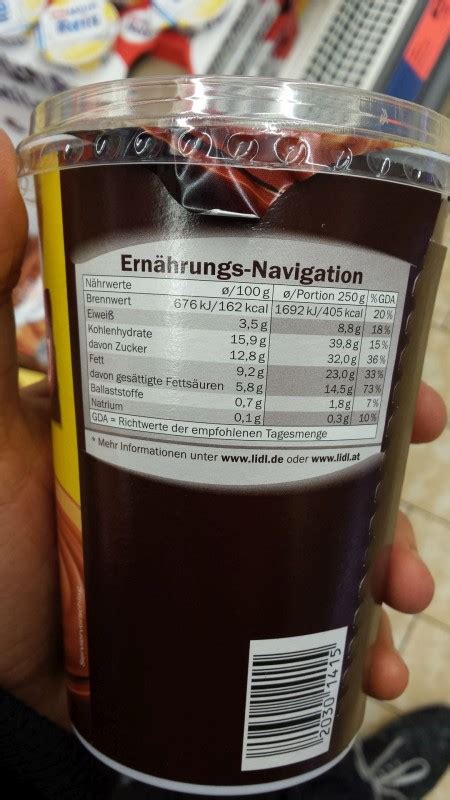 Ernährungs-Navigation
Nährwerte ø/100 g ø/Portion 250 g %GDA
Brennwert 676 kJ/162 kcal 1692 kJ/405 kcal 20%
Eiweiß 3,5 g 8,8 g 18%
Kohlenhydrate 15,9 g 39,8 g 15%
davon Zucker 12,8 g 32,0 g 36%
Fett 9,2 g 23,0 g 33%
davon gesättigte Fettsäuren 5,8 g 14,5 g 73%
Ballaststoffe 0,7 g 1,8 g 7%
Natrium 0,1 g 0,3 g 10%
GDA = Richtwerte der empfohlenen Tagesmenge
* Mehr Informationen unter www.lidl.de oder www.lidl.at
Serviervorschlag
20301415